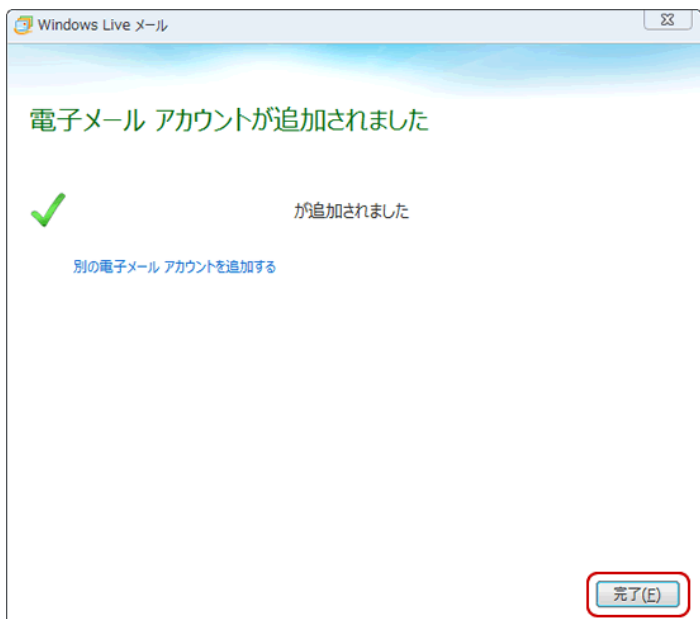 Windows Live メール
電子メール アカウントが追加されました
が追加されました
別の電子メール アカウントを追加する
完了(F)